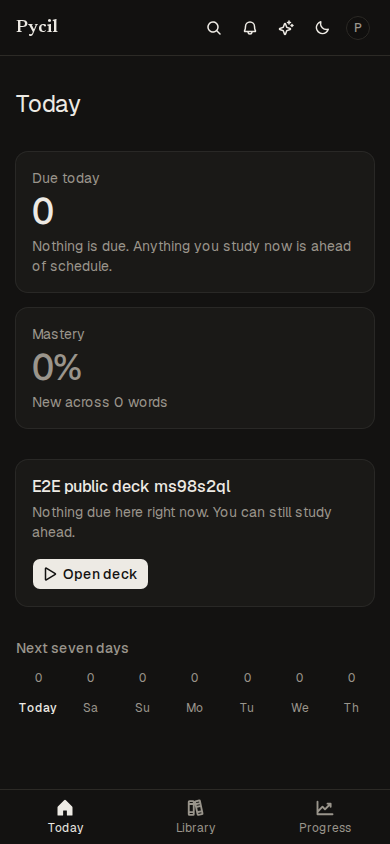 Pycil
P
Today
Due today
0
Nothing is due. Anything you study now is ahead
of schedule.
Mastery
0%
New across 0 words
E2E public deck ms98s2ql
Nothing due here right now. You can still study
ahead.
Open deck
Next seven days
0 0 0 0 0 0 0
Today Sa Su Mo Tu We Th
Today Library Progress